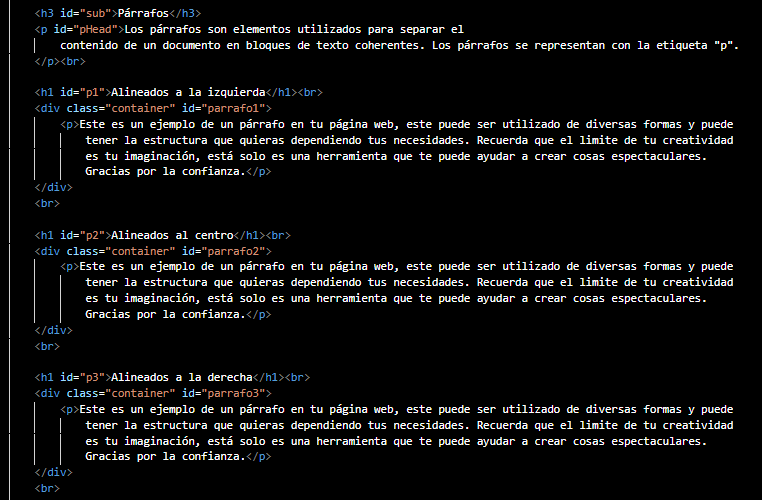 <h3 id="sub">Párrafos</h3>
<p id="pHead">Los párrafos son elementos utilizados para separar el
contenido de un documento en bloques de texto coherentes. Los párrafos se representan con la etiqueta "p".
</p><br>
<h1 id="p1">Alineados a la izquierda</h1><br>
<div class="container" id="parrafo1">
<p>Este es un ejemplo de un párrafo en tu página web, este puede ser utilizado de diversas formas y puede
tener la estructura que quieras dependiendo tus necesidades. Recuerda que el limite de tu creatividad
es tu imaginación, está solo es una herramienta que te puede ayudar a crear cosas espectaculares.
Gracias por la confianza.</p>
</div>
<br>
<h1 id="p2">Alineados al centro</h1><br>
<div class="container" id="parrafo2">
<p>Este es un ejemplo de un párrafo en tu página web, este puede ser utilizado de diversas formas y puede
tener la estructura que quieras dependiendo tus necesidades. Recuerda que el limite de tu creatividad
es tu imaginación, está solo es una herramienta que te puede ayudar a crear cosas espectaculares.
Gracias por la confianza.</p>
</div>
<br>
<h1 id="p3">Alineados a la derecha</h1><br>
<div class="container" id="parrafo3">
<p>Este es un ejemplo de un párrafo en tu página web, este puede ser utilizado de diversas formas y puede
tener la estructura que quieras dependiendo tus necesidades. Recuerda que el limite de tu creatividad
es tu imaginación, está solo es una herramienta que te puede ayudar a crear cosas espectaculares.
Gracias por la confianza.</p>
</div>
<br>